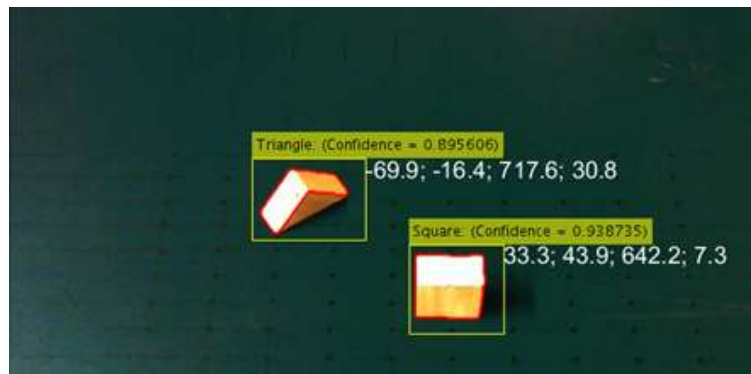 Triangle: (Confidence = 0.895606)
-69.9; -16.4; 717.6; 30.8
Square: (Confidence = 0.938735)
33.3; 43.9; 642.2; 7.3